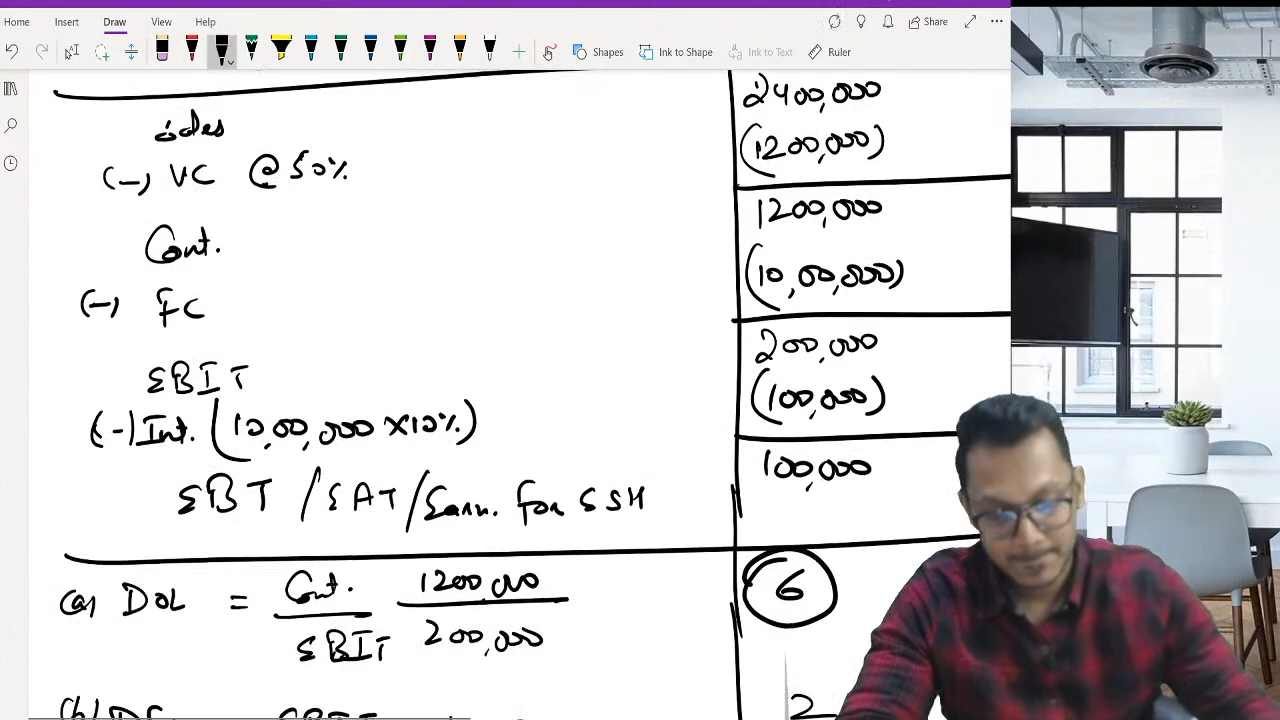 Home Insert Draw View Help Share
Shapes Ink to Shape Ink to Text Ruler
2400,000
Sales
(1200,000)
(-) VC @ 50%
1200,000
Cont.
(10,00,000)
(-) FC
200,000
EBIT
(100,000)
(-) Int. (10,00,000 X10%)
100,000
EBT / EAT / Earn. for ESH
(a) DOL = Cont. 1200,000
6
EBIT 200,000
2